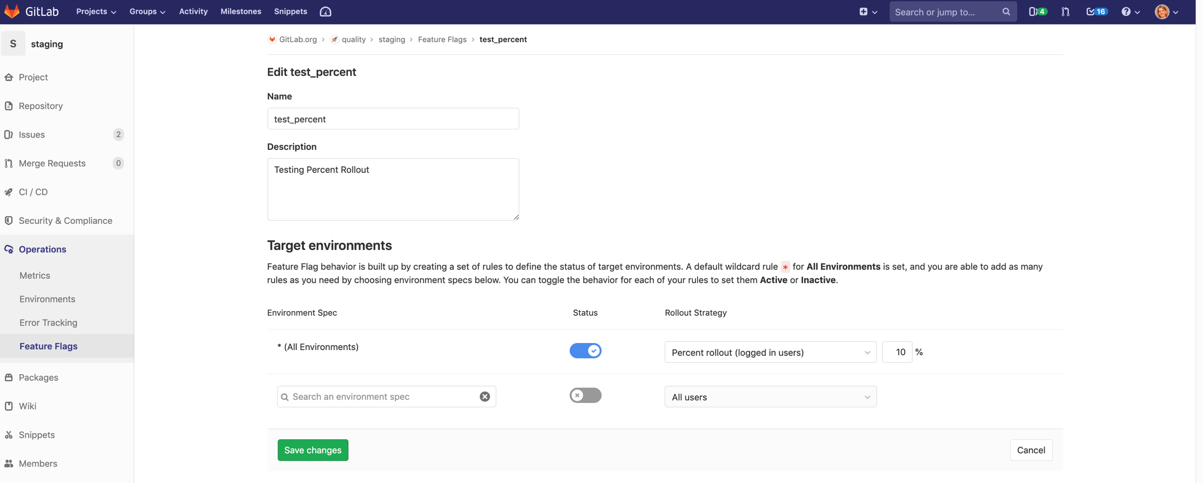 GitLab Projects Groups Activity Milestones Snippets Search or jump to... 4 16
S staging
Project
Repository
Issues 2
Merge Requests 0
CI / CD
Security & Compliance
Operations
Metrics
Environments
Error Tracking
Feature Flags
Packages
Wiki
Snippets
Members
GitLab.org > quality > staging > Feature Flags > test_percent
Edit test_percent
Name
test_percent
Description
Testing Percent Rollout
Target environments
Feature Flag behavior is built up by creating a set of rules to define the status of target environments. A default wildcard rule * for All Environments is set, and you are able to add as many
rules as you need by choosing environment specs below. You can toggle the behavior for each of your rules to set them Active or Inactive.
Environment Spec Status Rollout Strategy
* (All Environments) Percent rollout (logged in users) 10 %
Search an environment spec All users
Save changes Cancel